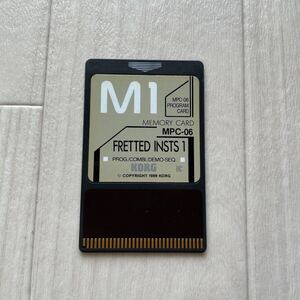 M1
MPC-06
PROGRAM
CARD
MEMORY CARD
MPC-06
FRETTED INSTS 1
PROG/COMBI/DEMO-SEQ
KORG
© COPYRIGHT 1989 KORG